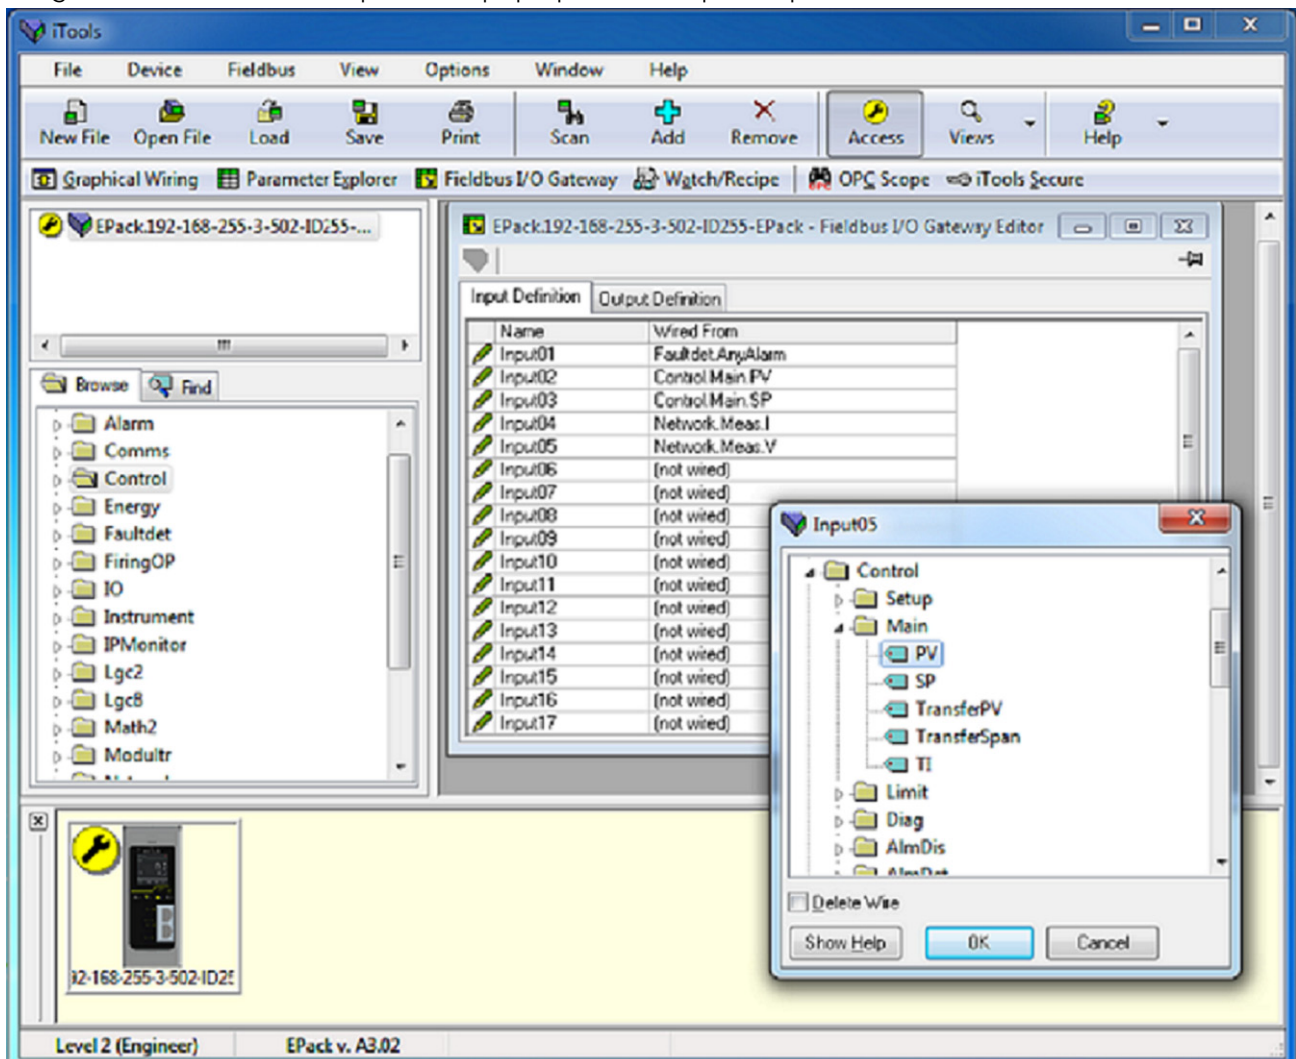 iTools
File Device Fieldbus View Options Window Help
New File Open File Load Save Print Scan Add Remove Access Views Help
Graphical Wiring Parameter Explorer Fieldbus I/O Gateway Watch/Recipe OPC Scope iTools Secure
EPack.192-168-255-3-502-ID255-...
EPack.192-168-255-3-502-ID255-EPack - Fieldbus I/O Gateway Editor
Input Definition Output Definition
Name Wired From
Input01 Faultdet.AnyAlarm
Input02 Control.Main.PV
Input03 Control.Main.SP
Input04 Network.Meas.I
Input05 Network.Meas.V
Input06 (not wired)
Input07 (not wired)
Input08 (not wired)
Input09 (not wired)
Input10 (not wired)
Input11 (not wired)
Input12 (not wired)
Input13 (not wired)
Input14 (not wired)
Input15 (not wired)
Input16 (not wired)
Input17 (not wired)
Browse Find
Alarm
Comms
Control
Energy
Faultdet
FiringOP
IO
Instrument
IPMonitor
Lgc2
Lgc8
Math2
Modultr
Input05
Control
Setup
Main
PV
SP
TransferPV
TransferSpan
TI
Limit
Diag
AlmDis
Delete Wire
Show Help OK Cancel
92-168-255-3-502-ID25
Level 2 (Engineer) EPack v. A3.02